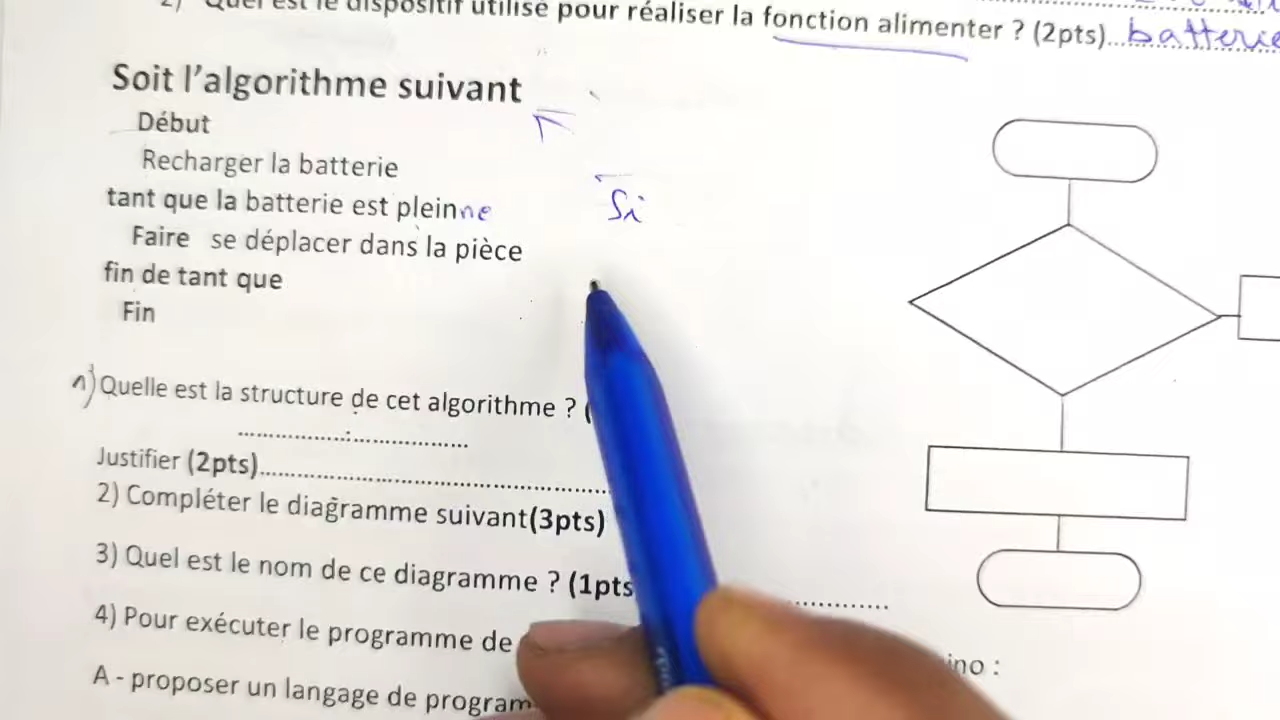 2) Quel est le dispositif utilisé pour réaliser la fonction alimenter ? (2pts)...batterie
Soit l'algorithme suivant
Début
Recharger la batterie
tant que la batterie est pleinne
Si
Faire se déplacer dans la pièce
fin de tant que
Fin
1) Quelle est la structure de cet algorithme ? (
Justifier (2pts)
2) Compléter le diagramme suivant(3pts)
3) Quel est le nom de ce diagramme ? (1pts
4) Pour exécuter le programme de
ino :
A - proposer un langage de program